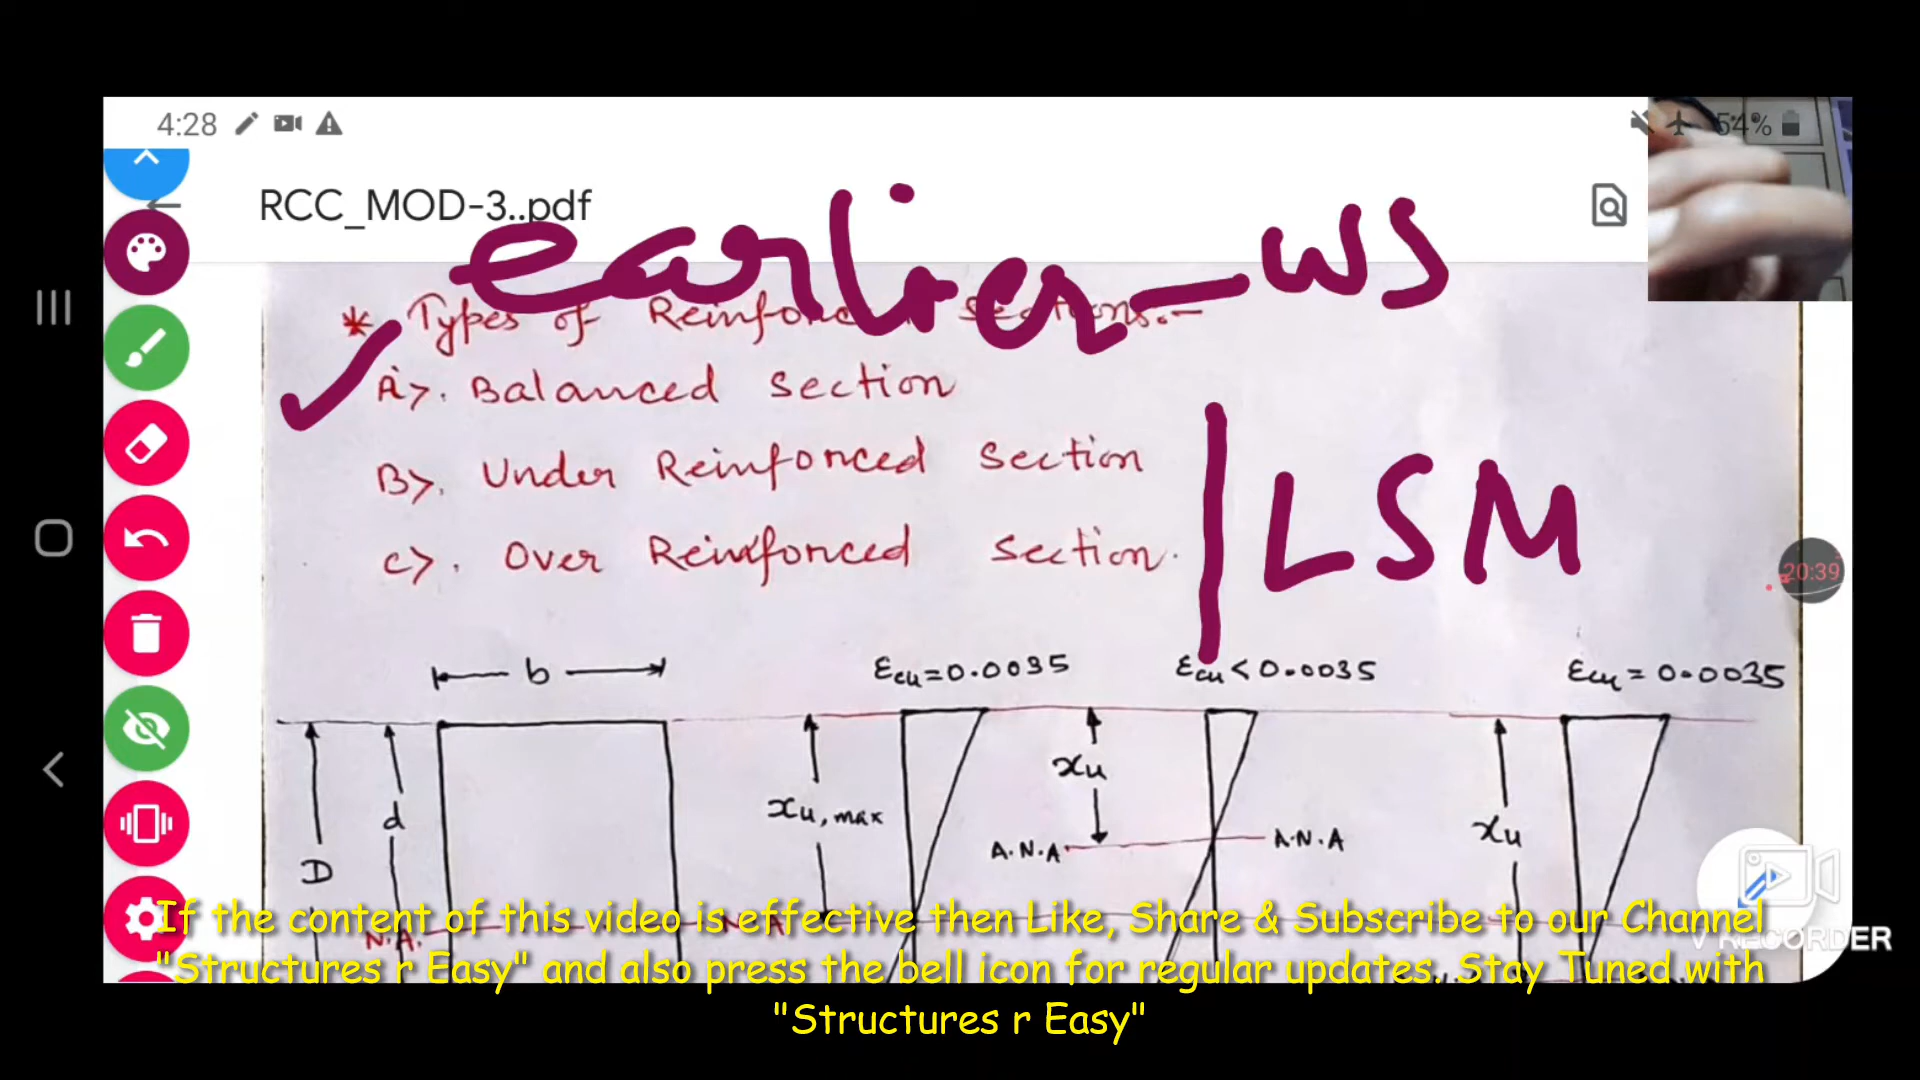 4:28
54%
RCC_MOD-3..pdf
earlier - WS
* Types of Reinforc Sections:-
A>. Balanced Section
B>. Under Reinforced Section
C>. Over Reinforced Section.
LSM
20:39
b
εcu = 0.0035
εcu < 0.0035
εcu = 0.0035
d
D
xu, max
xu
xu
A.N.A
A.N.A
N.A.
N.A
V RECORDER
If the content of this video is effective then Like, Share & Subscribe to our Channel
"Structures r Easy" and also press the bell icon for regular updates. Stay Tuned with
"Structures r Easy"